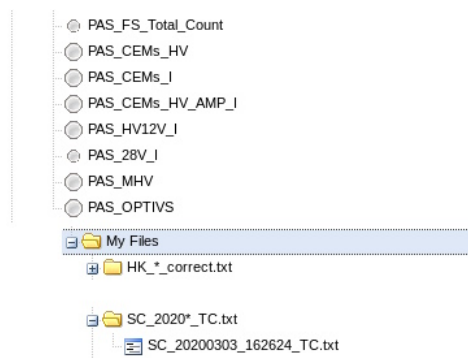 PAS_FS_Total_Count
PAS_CEMs_HV
PAS_CEMs_I
PAS_CEMs_HV_AMP_I
PAS_HV12V_I
PAS_28V_I
PAS_MHV
PAS_OPTIVS
My Files
HK_*_correct.txt
SC_2020*_TC.txt
SC_20200303_162624_TC.txt